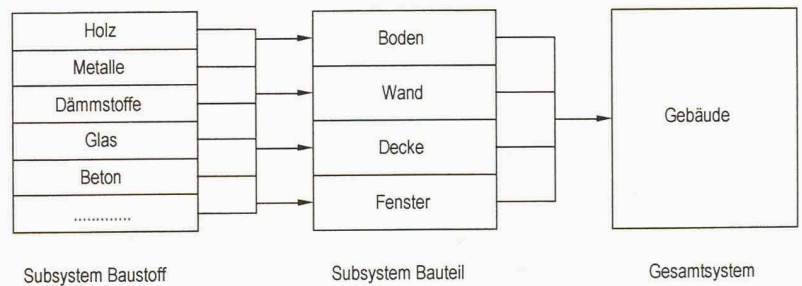 Holz
Metalle
Dämmstoffe
Glas
Beton
.............
Subsystem Baustoff
Boden
Wand
Decke
Fenster
Subsystem Bauteil
Gebäude
Gesamtsystem